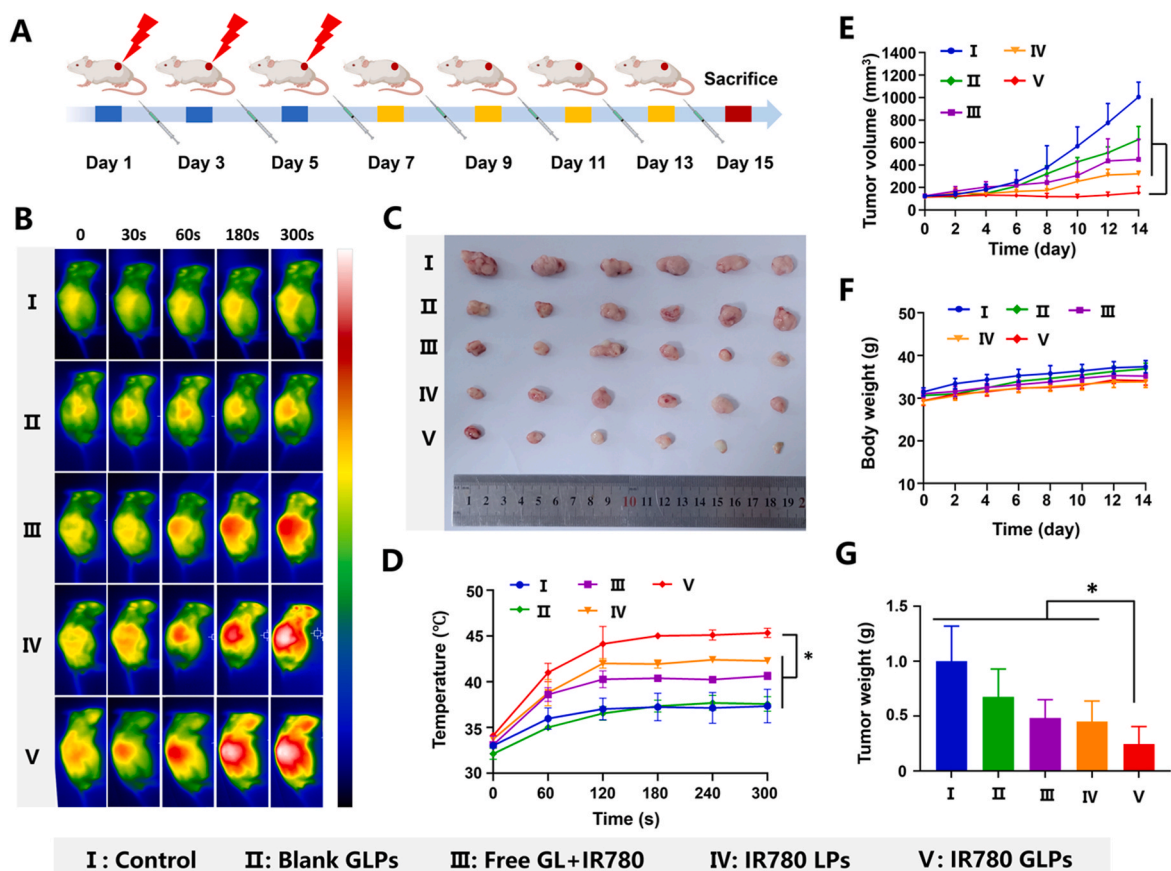 A
Sacrifice
Day 1 Day 3 Day 5 Day 7 Day 9 Day 11 Day 13 Day 15
B
0 30s 60s 180s 300s
I
II
III
IV
V
C
I
II
III
IV
V
1 2 3 4 5 6 7 8 9 10 11 12 13 14 15 16 17 18 19 2
D
I III V
II IV
Temperature (°C)
50
45
40
35
30
0 60 120 180 240 300
Time (s)
*
E
I IV
II V
III
Tumor volume (mm³)
1400
1200
1000
800
600
400
200
0
0 2 4 6 8 10 12 14
Time (day)
*
F
I II III
IV V
Body weight (g)
50
40
30
20
10
0 2 4 6 8 10 12 14
Time (day)
G
*
Tumor weight (g)
1.5
1.0
0.5
0
I II III IV V
I : Control II: Blank GLPs III: Free GL+IR780 IV: IR780 LPs V: IR780 GLPs